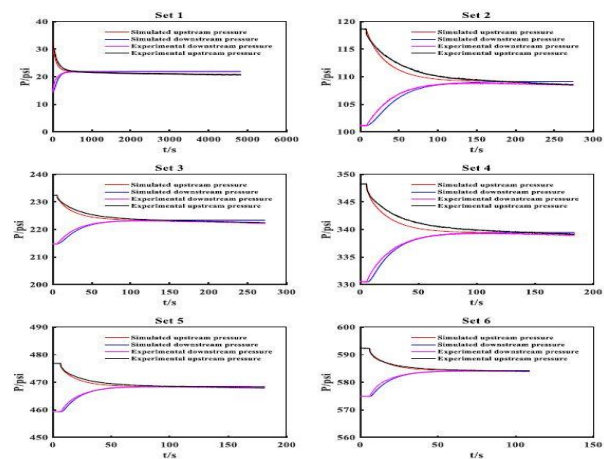 Set 1
Simulated upstream pressure
Simulated downstream pressure
Experimental downstream pressure
Experimental upstream pressure
P/psi
40
30
20
10
0
0 1000 2000 3000 4000 5000 6000
t/s
Set 2
Simulated upstream pressure
Simulated downstream pressure
Experimental downstream pressure
Experimental upstream pressure
P/psi
120
115
110
105
100
0 50 100 150 200 250 300
t/s
Set 3
Simulated upstream pressure
Simulated downstream pressure
Experimental downstream pressure
Experimental upstream pressure
P/psi
240
230
220
210
200
0 50 100 150 200 250 300
t/s
Set 4
Simulated upstream pressure
Simulated downstream pressure
Experimental downstream pressure
Experimental upstream pressure
P/psi
350
345
340
335
330
0 50 100 150 200
t/s
Set 5
Simulated upstream pressure
Simulated downstream pressure
Experimental downstream pressure
Experimental upstream pressure
P/psi
490
480
470
460
450
0 50 100 150 200
t/s
Set 6
Simulated upstream pressure
Simulated downstream pressure
Experimental downstream pressure
Experimental upstream pressure
P/psi
600
590
580
570
560
0 50 100 150
t/s